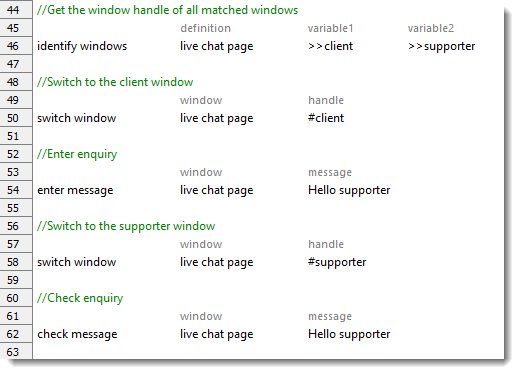 44 //Get the window handle of all matched windows
45 definition variable1 variable2
46 identify windows live chat page >>client >>supporter
47
48 //Switch to the client window
49 window handle
50 switch window live chat page #client
51
52 //Enter enquiry
53 window message
54 enter message live chat page Hello supporter
55
56 //Switch to the supporter window
57 window handle
58 switch window live chat page #supporter
59
60 //Check enquiry
61 window message
62 check message live chat page Hello supporter
63